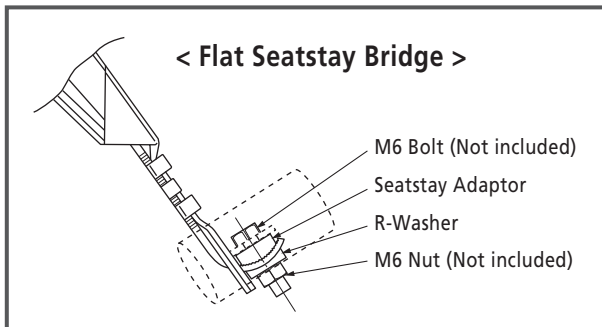 < Flat Seatstay Bridge >
M6 Bolt (Not included)
Seatstay Adaptor
R-Washer
M6 Nut (Not included)